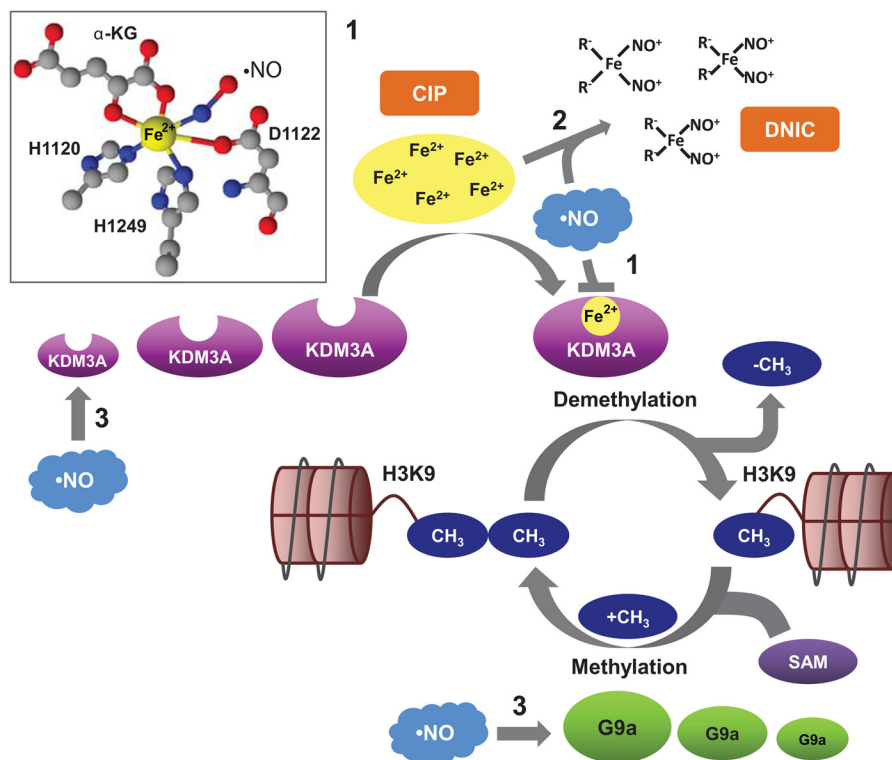 1
α-KG
•NO
Fe²⁺
D1122
H1120
H1249
CIP
Fe²⁺
Fe²⁺
Fe²⁺
Fe²⁺
Fe²⁺
2
R⁻ NO⁺
Fe
R⁻ NO⁺
R⁻ NO⁺
Fe
R⁻ NO⁺
R⁻ NO⁺
Fe
R⁻ NO⁺
DNIC
•NO
1
Fe²⁺
KDM3A
KDM3A
KDM3A
KDM3A
3
•NO
Demethylation
-CH₃
H3K9
CH₃ CH₃
H3K9
CH₃
+CH₃
Methylation
SAM
•NO
3
G9a
G9a
G9a